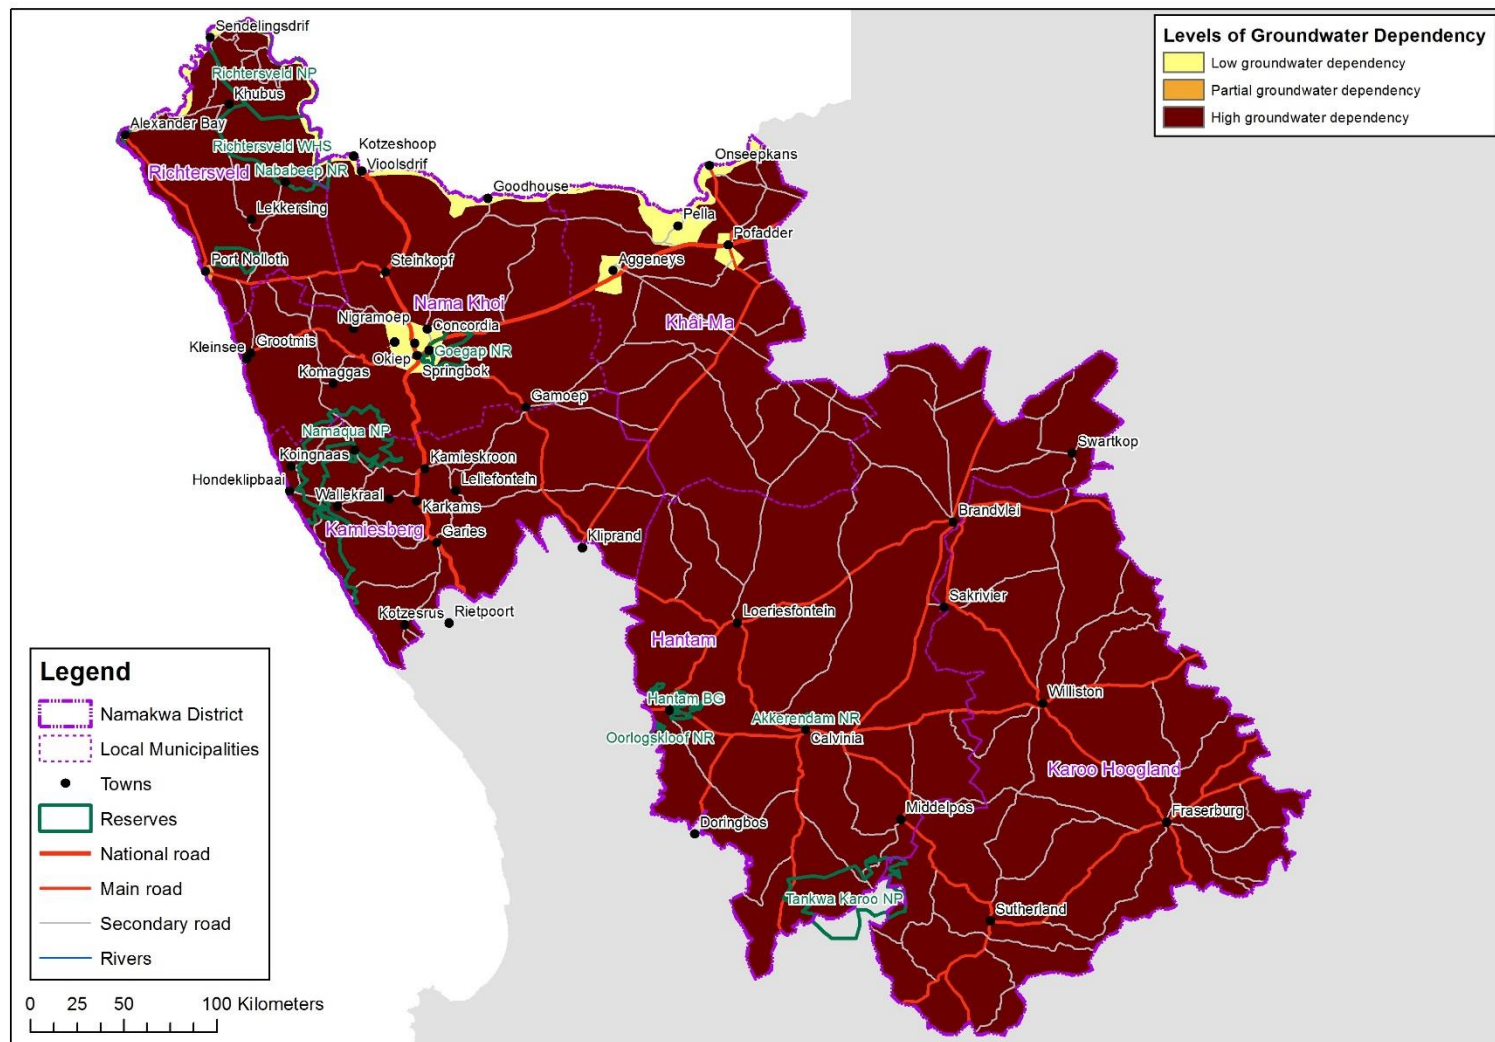 Levels of Groundwater Dependency
Low groundwater dependency
Partial groundwater dependency
High groundwater dependency
Sendelingsdrif
Richtersveld NP
Khubus
Alexander Bay
Richtersveld WHS
Kotzeshoop
Vioolsdrif
Richtersveld
Nababeep NR
Onseepkans
Goodhouse
Lekkersing
Pella
Pofadder
Port Nolloth
Steinkopf
Aggeneys
Nama Khoi
Nigramoep
Concordia
Khâi-Ma
Kleinsee
Grootmis
Okiep
Goegap NR
Springbok
Komaggas
Gamoep
Namaqua NP
Swartkop
Koingnaas
Kamieskroon
Hondeklipbaai
Wallekraal
Leliefontein
Karkams
Brandvlei
Kamiesberg
Garies
Kliprand
Kotzesrus
Rietpoort
Loeriesfontein
Sakrivier
Hantam
Hantam BG
Williston
Akkerendam NR
Oorlogskloof NR
Calvinia
Karoo Hoogland
Middelpos
Fraserburg
Doringbos
Tankwa Karoo NP
Sutherland
Legend
Namakwa District
Local Municipalities
Towns
Reserves
National road
Main road
Secondary road
Rivers
0 25 50 100 Kilometers